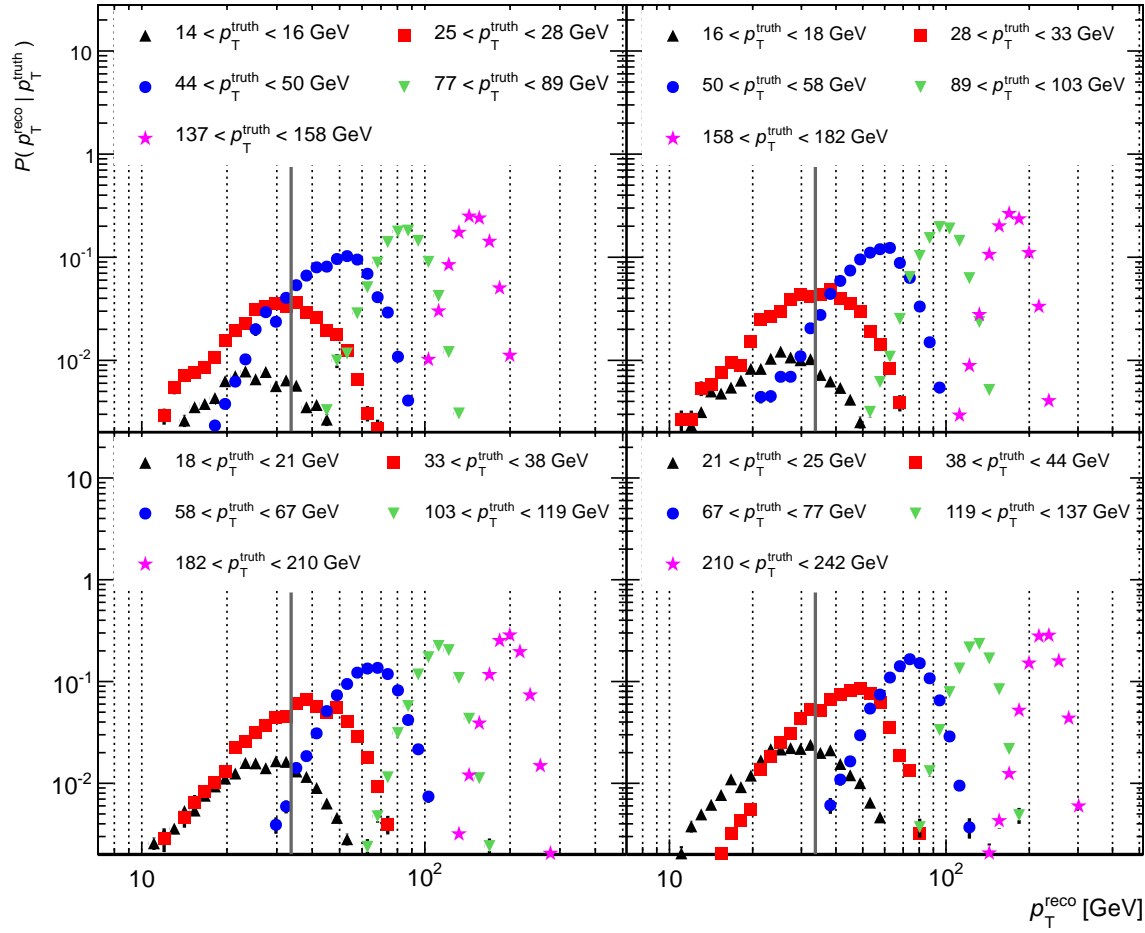 14 < p_T^truth < 16 GeV 25 < p_T^truth < 28 GeV
44 < p_T^truth < 50 GeV 77 < p_T^truth < 89 GeV
137 < p_T^truth < 158 GeV
16 < p_T^truth < 18 GeV 28 < p_T^truth < 33 GeV
50 < p_T^truth < 58 GeV 89 < p_T^truth < 103 GeV
158 < p_T^truth < 182 GeV
P( p_T^reco | p_T^truth )
10
1
10^-1
10^-2
18 < p_T^truth < 21 GeV 33 < p_T^truth < 38 GeV
58 < p_T^truth < 67 GeV 103 < p_T^truth < 119 GeV
182 < p_T^truth < 210 GeV
21 < p_T^truth < 25 GeV 38 < p_T^truth < 44 GeV
67 < p_T^truth < 77 GeV 119 < p_T^truth < 137 GeV
210 < p_T^truth < 242 GeV
10
1
10^-1
10^-2
10 10^2 10 10^2
p_T^reco [GeV]